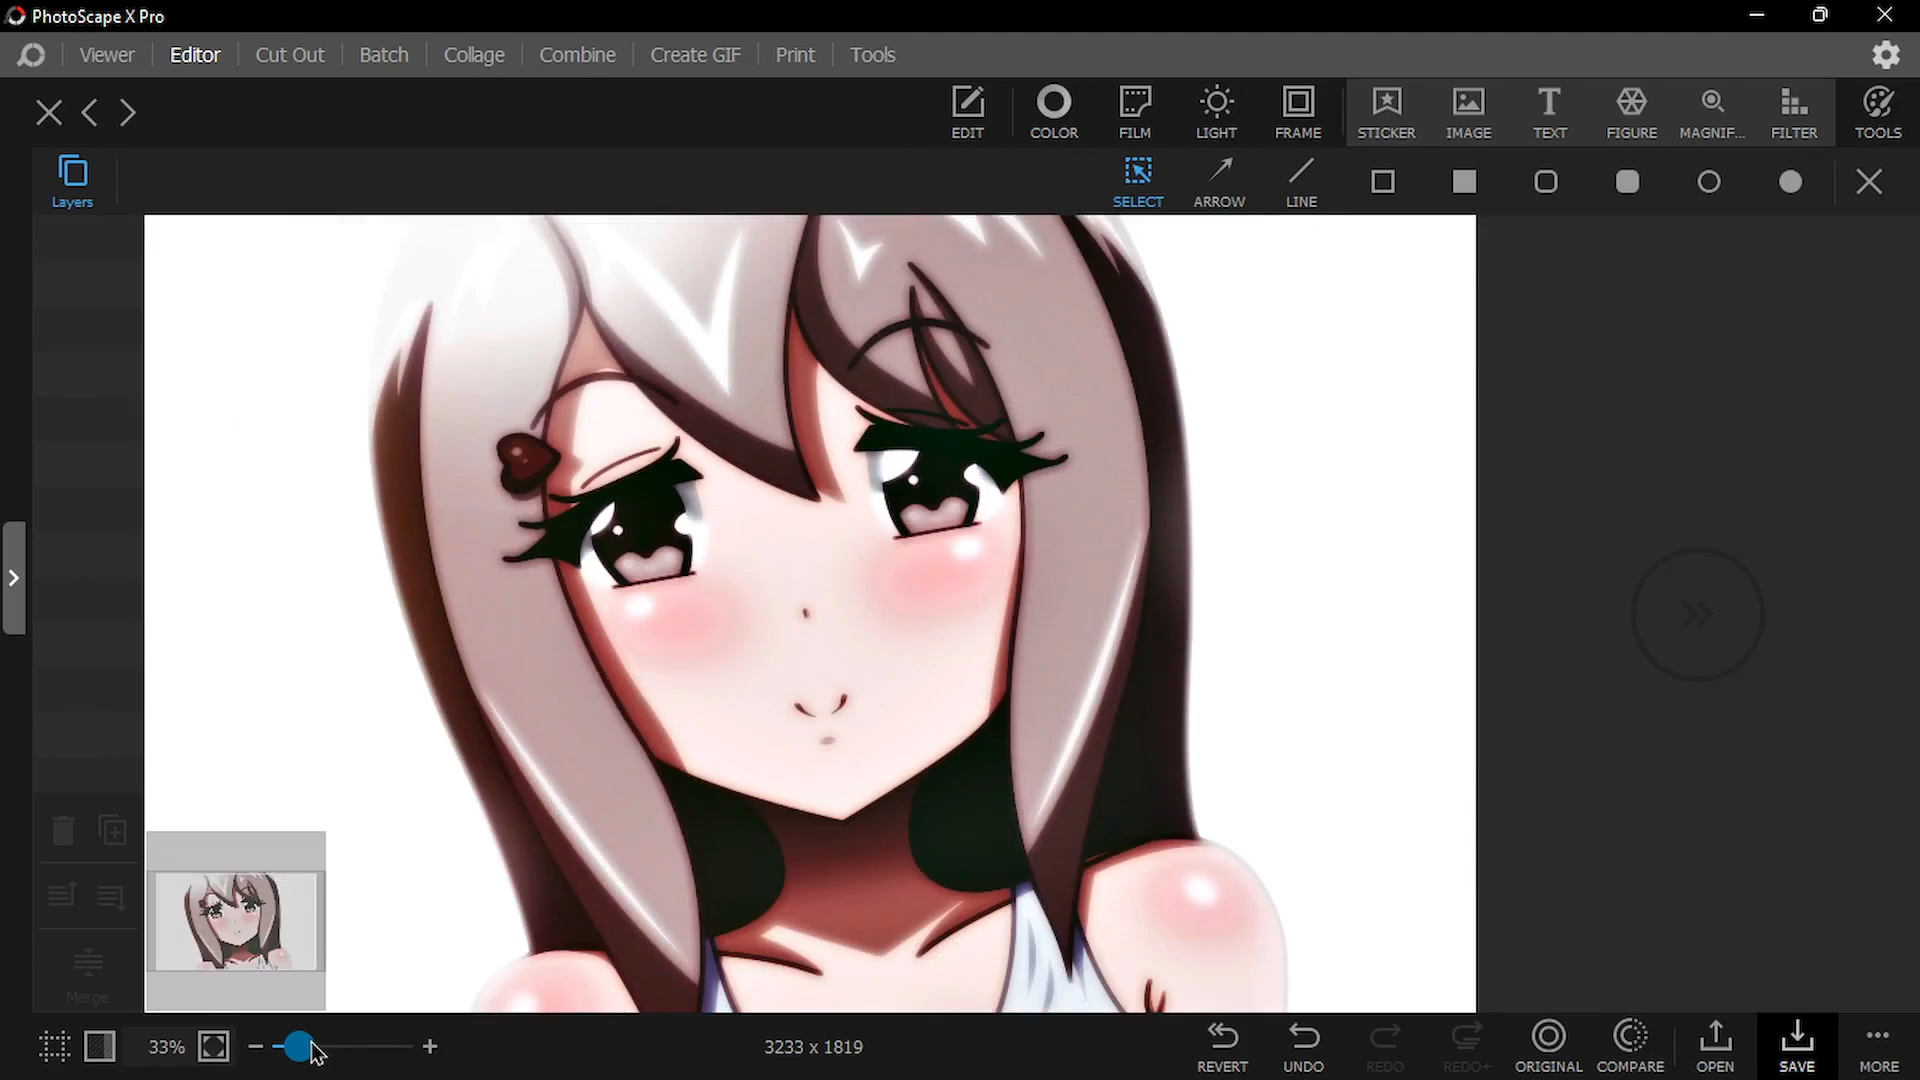 PhotoScape X Pro
Viewer Editor Cut Out Batch Collage Combine Create GIF Print Tools
EDIT COLOR FILM LIGHT FRAME STICKER IMAGE TEXT FIGURE MAGNIF... FILTER TOOLS
Layers SELECT ARROW LINE
Merge
33% 3233 x 1819
REVERT UNDO REDO REDO+ ORIGINAL COMPARE OPEN SAVE MORE